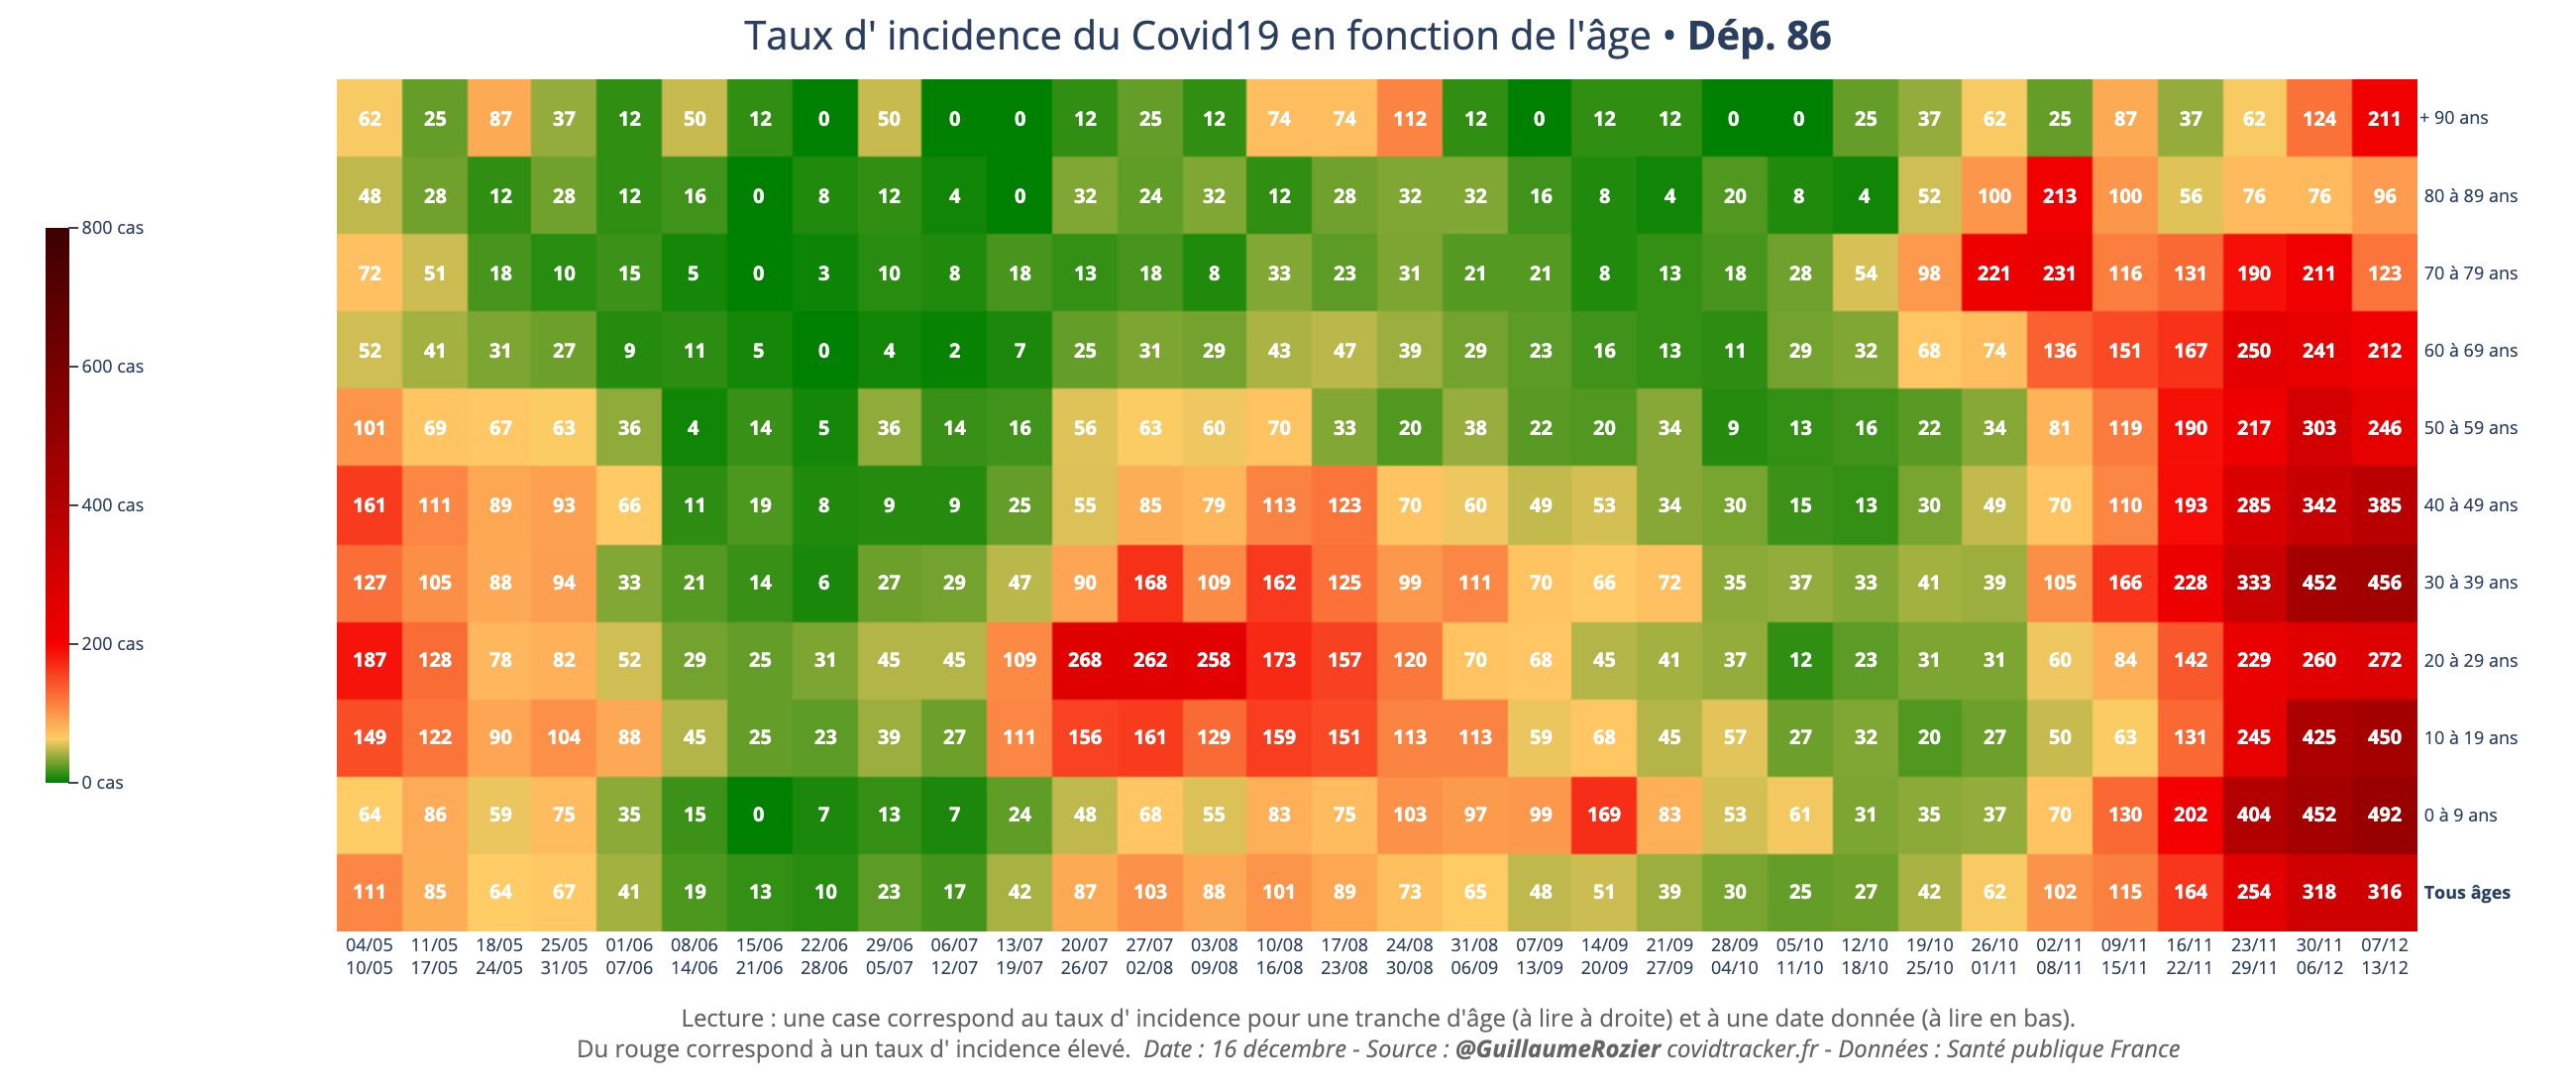 Taux d' incidence du Covid19 en fonction de l'âge • Dép. 86
62 25 87 37 12 50 12 0 50 0 0 12 25 12 74 74 112 12 0 12 12 0 0 25 37 62 25 87 37 62 124 211 + 90 ans
48 28 12 28 12 16 0 8 12 4 0 32 24 32 12 28 32 32 16 8 4 20 8 4 52 100 213 100 56 76 76 96 80 à 89 ans
800 cas
72 51 18 10 15 5 0 3 10 8 18 13 18 8 33 23 31 21 21 8 13 18 28 54 98 221 231 116 131 190 211 123 70 à 79 ans
52 41 31 27 9 11 5 0 4 2 7 25 31 29 43 47 39 29 23 16 13 11 29 32 68 74 136 151 167 250 241 212 60 à 69 ans
600 cas
101 69 67 63 36 4 14 5 36 14 16 56 63 60 70 33 20 38 22 20 34 9 13 16 22 34 81 119 190 217 303 246 50 à 59 ans
400 cas
161 111 89 93 66 11 19 8 9 9 25 55 85 79 113 123 70 60 49 53 34 30 15 13 30 49 70 110 193 285 342 385 40 à 49 ans
127 105 88 94 33 21 14 6 27 29 47 90 168 109 162 125 99 111 70 66 72 35 37 33 41 39 105 166 228 333 452 456 30 à 39 ans
200 cas
187 128 78 82 52 29 25 31 45 45 109 268 262 258 173 157 120 70 68 45 41 37 12 23 31 31 60 84 142 229 260 272 20 à 29 ans
149 122 90 104 88 45 25 23 39 27 111 156 161 129 159 151 113 113 59 68 45 57 27 32 20 27 50 63 131 245 425 450 10 à 19 ans
0 cas
64 86 59 75 35 15 0 7 13 7 24 48 68 55 83 75 103 97 99 169 83 53 61 31 35 37 70 130 202 404 452 492 0 à 9 ans
111 85 64 67 41 19 13 10 23 17 42 87 103 88 101 89 73 65 48 51 39 30 25 27 42 62 102 115 164 254 318 316 Tous âges
04/05 11/05 18/05 25/05 01/06 08/06 15/06 22/06 29/06 06/07 13/07 20/07 27/07 03/08 10/08 17/08 24/08 31/08 07/09 14/09 21/09 28/09 05/10 12/10 19/10 26/10 02/11 09/11 16/11 23/11 30/11 07/12
10/05 17/05 24/05 31/05 07/06 14/06 21/06 28/06 05/07 12/07 19/07 26/07 02/08 09/08 16/08 23/08 30/08 06/09 13/09 20/09 27/09 04/10 11/10 18/10 25/10 01/11 08/11 15/11 22/11 29/11 06/12 13/12
Lecture : une case correspond au taux d' incidence pour une tranche d'âge (à lire à droite) et à une date donnée (à lire en bas).
Du rouge correspond à un taux d' incidence élevé. Date : 16 décembre - Source : @GuillaumeRozier covidtracker.fr - Données : Santé publique France